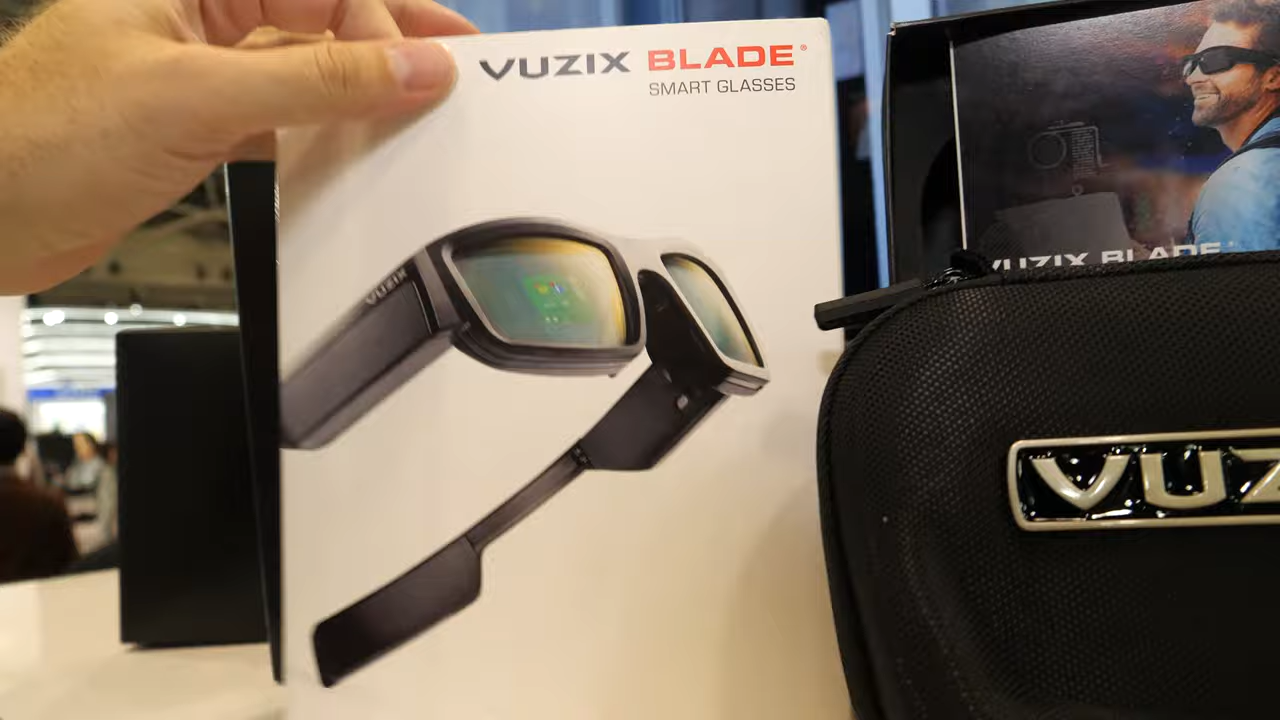 VUZIX BLADE®
SMART GLASSES
VUZIX
VUZIX BLADE
VUZ